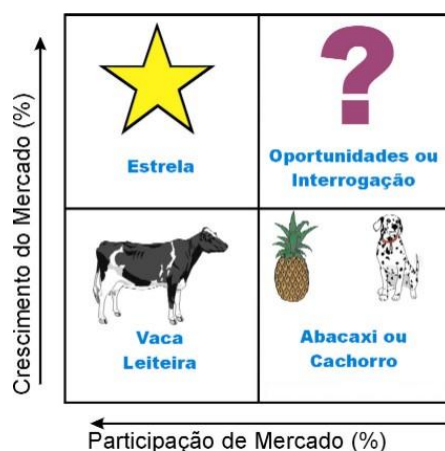 Crescimento do Mercado (%)
Estrela
Oportunidades ou
Interrogação
?
Vaca
Leiteira
Abacaxi ou
Cachorro
Participação de Mercado (%)